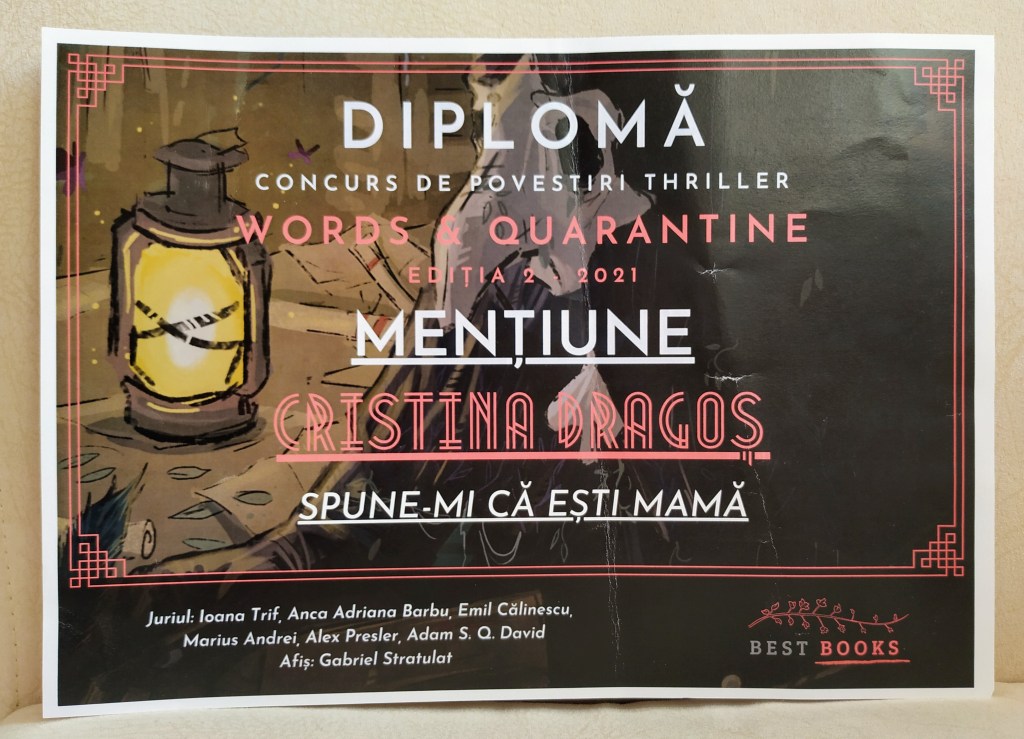 DIPLOMĂ
CONCURS DE POVESTIRI THRILLER
WORDS & QUARANTINE
EDIȚIA 2 - 2021
MENȚIUNE
CRISTINA DRAGOȘ
SPUNE-MI CĂ EȘTI MAMĂ
Juriul: Ioana Trif, Anca Adriana Barbu, Emil Călinescu,
Marius Andrei, Alex Presler, Adam S. Q. David
Afiș: Gabriel Stratulat
BEST BOOKS